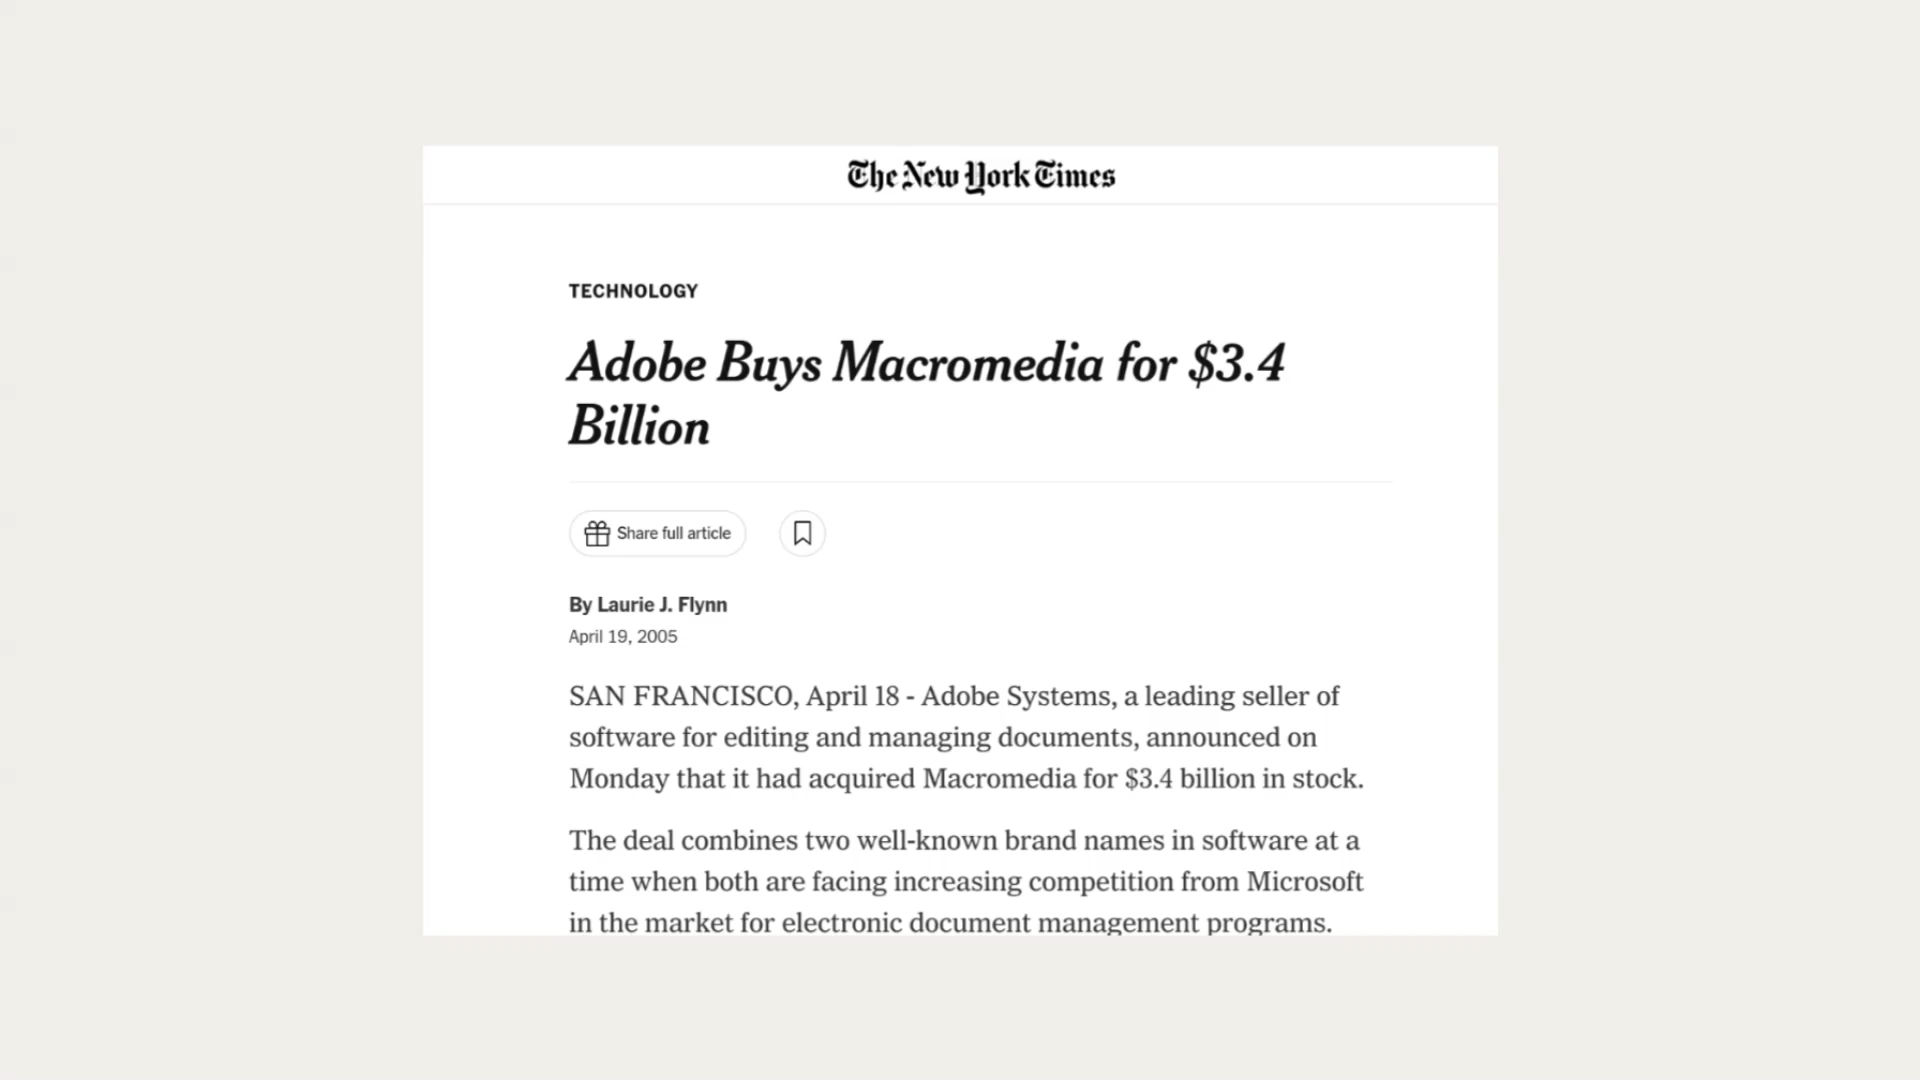 The New York Times
TECHNOLOGY
Adobe Buys Macromedia for $3.4
Billion
Share full article
By Laurie J. Flynn
April 19, 2005
SAN FRANCISCO, April 18 - Adobe Systems, a leading seller of
software for editing and managing documents, announced on
Monday that it had acquired Macromedia for $3.4 billion in stock.
The deal combines two well-known brand names in software at a
time when both are facing increasing competition from Microsoft
in the market for electronic document management programs.